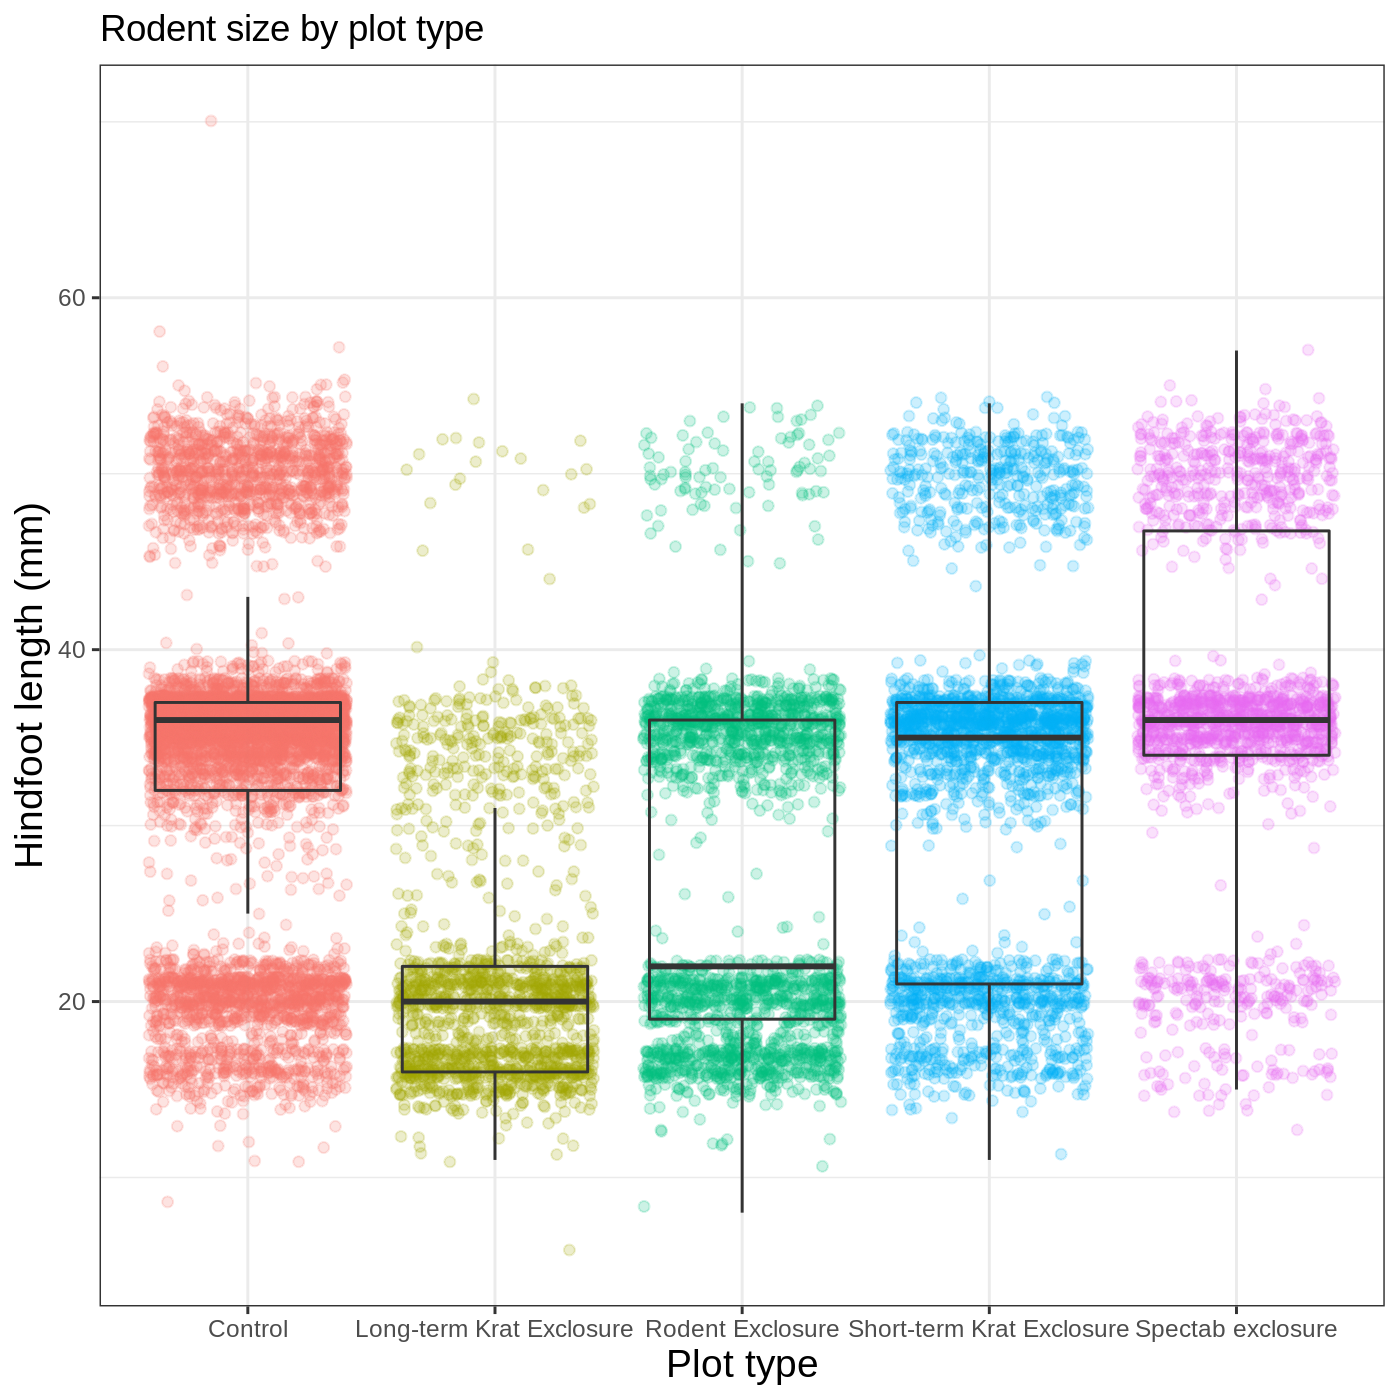 Rodent size by plot type
Hindfoot length (mm)
60
40
20
Control
Long-term Krat Exclosure
Rodent Exclosure
Short-term Krat Exclosure
Spectab exclosure
Plot type